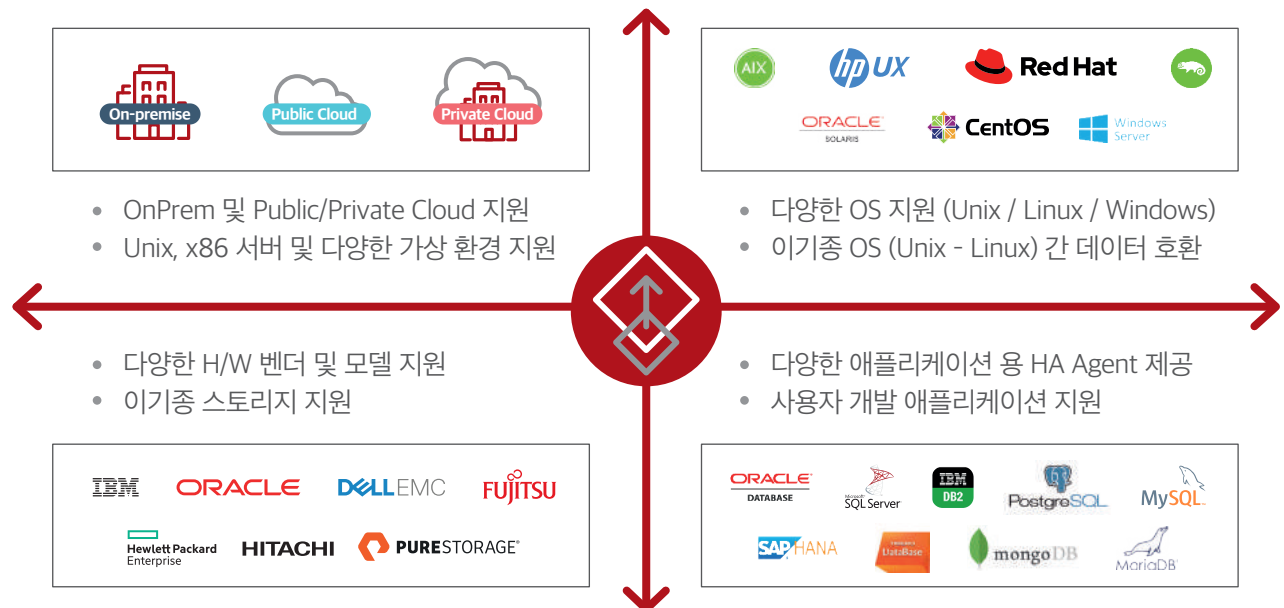 On-premise
Public Cloud
Private Cloud
AIX
hp UX
Red Hat
ORACLE
SOLARIS
CentOS
Windows
Server
OnPrem 및 Public/Private Cloud 지원
Unix, x86 서버 및 다양한 가상 환경 지원
다양한 OS 지원 (Unix / Linux / Windows)
이기종 OS (Unix - Linux) 간 데이터 호환
다양한 H/W 벤더 및 모델 지원
이기종 스토리지 지원
다양한 애플리케이션 용 HA Agent 제공
사용자 개발 애플리케이션 지원
IBM
ORACLE
DELLEMC
FUJITSU
Hewlett Packard
Enterprise
HITACHI
PURESTORAGE®
ORACLE
DATABASE
Microsoft
SQL Server
IBM
DB2
PostgreSQL
MySQL™
SAP HANA
DataBase
mongoDB
MariaDB